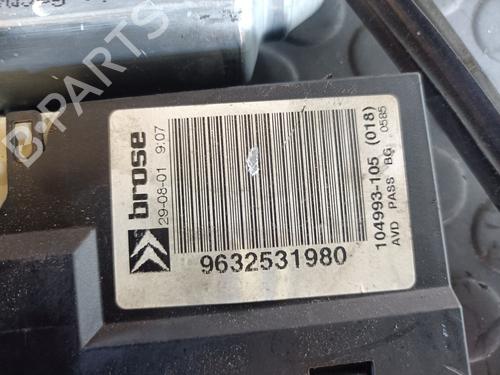 brose
29-08-01 9:07
9632531980
104993-105 (018)
AVD PASS BG 0585
B-PARTS